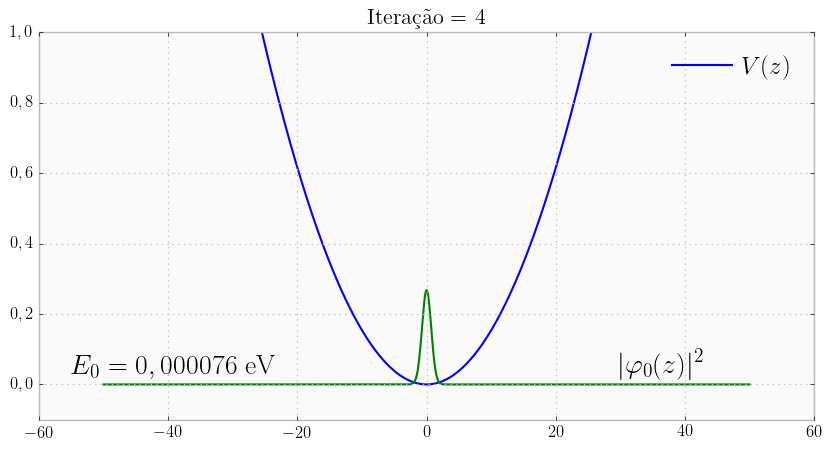 Iteração = 4
1,0
V(z)
0,8
0,6
0,4
0,2
E₀ = 0,000076 eV
|φ₀(z)|²
0,0
−60 −40 −20 0 20 40 60